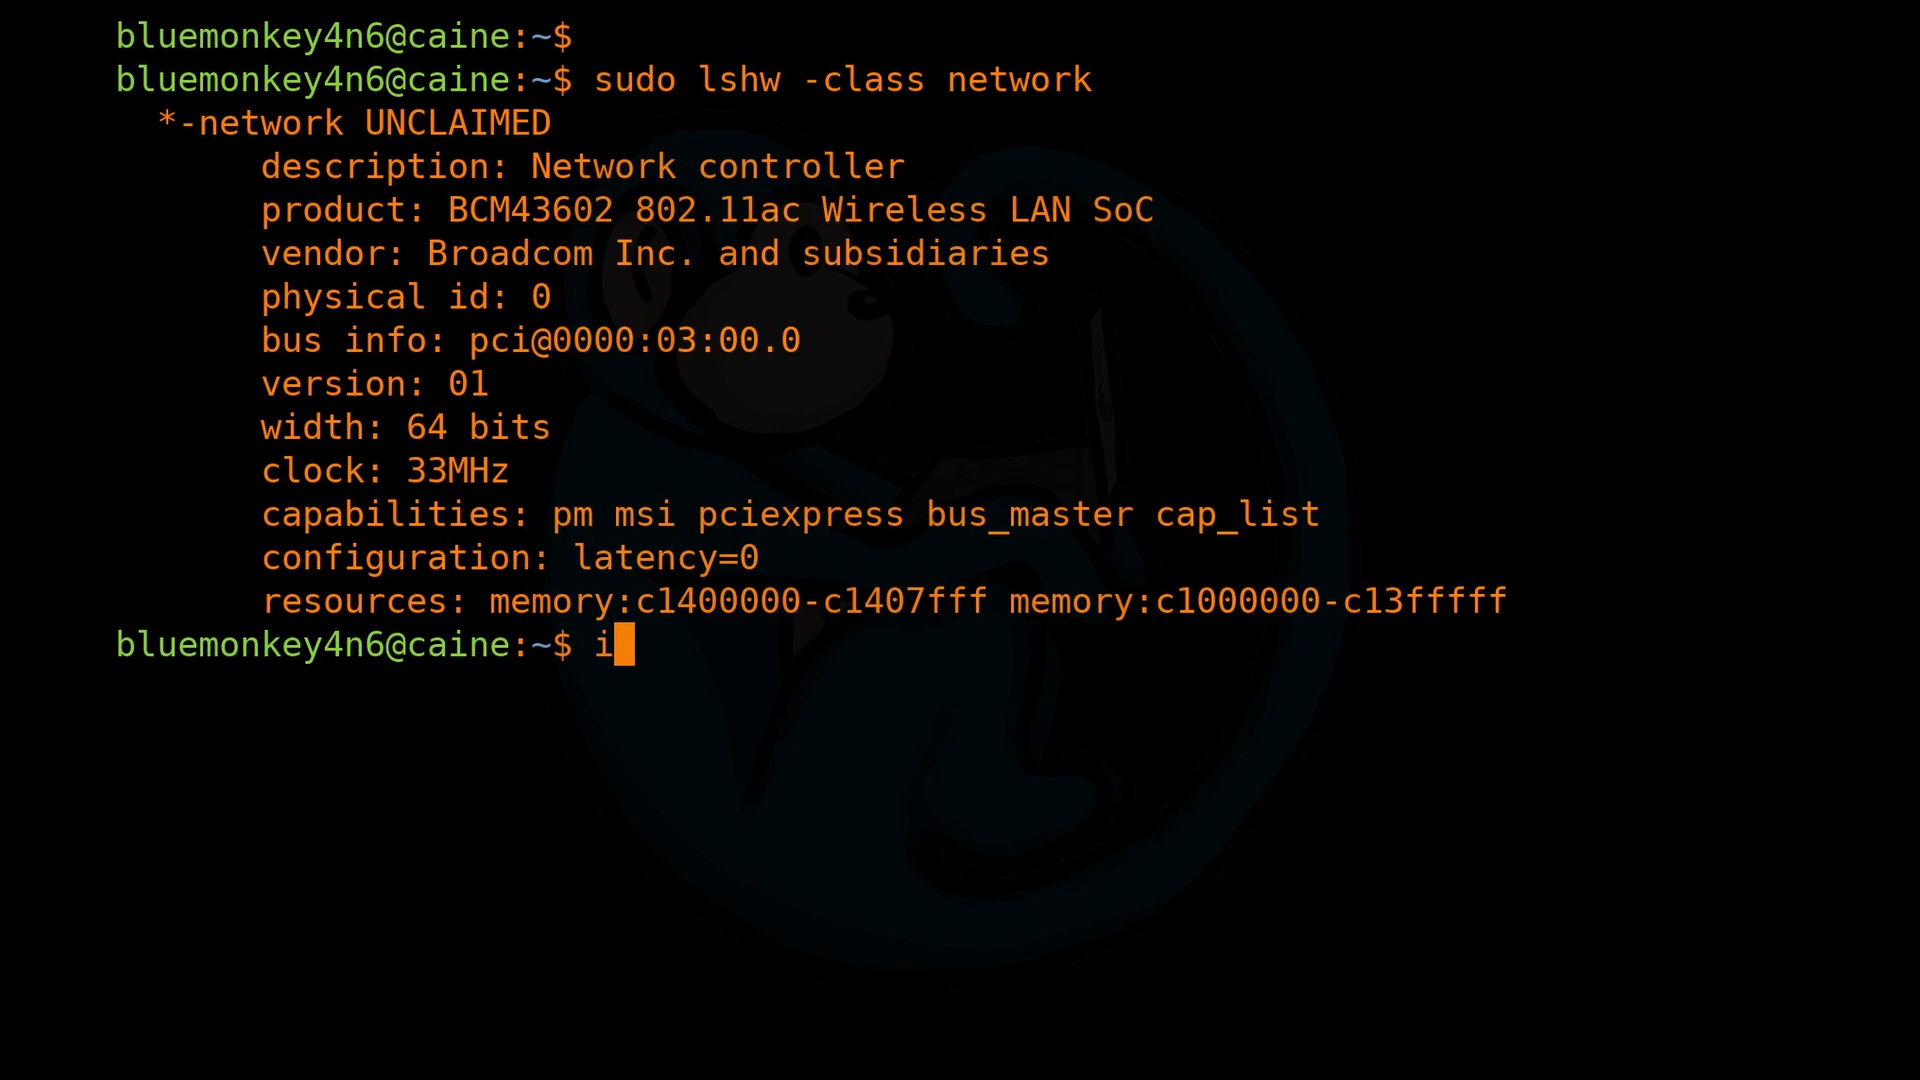 bluemonkey4n6@caine:~$
bluemonkey4n6@caine:~$ sudo lshw -class network
*-network UNCLAIMED
description: Network controller
product: BCM43602 802.11ac Wireless LAN SoC
vendor: Broadcom Inc. and subsidiaries
physical id: 0
bus info: pci@0000:03:00.0
version: 01
width: 64 bits
clock: 33MHz
capabilities: pm msi pciexpress bus_master cap_list
configuration: latency=0
resources: memory:c1400000-c1407fff memory:c1000000-c13fffff
bluemonkey4n6@caine:~$ i